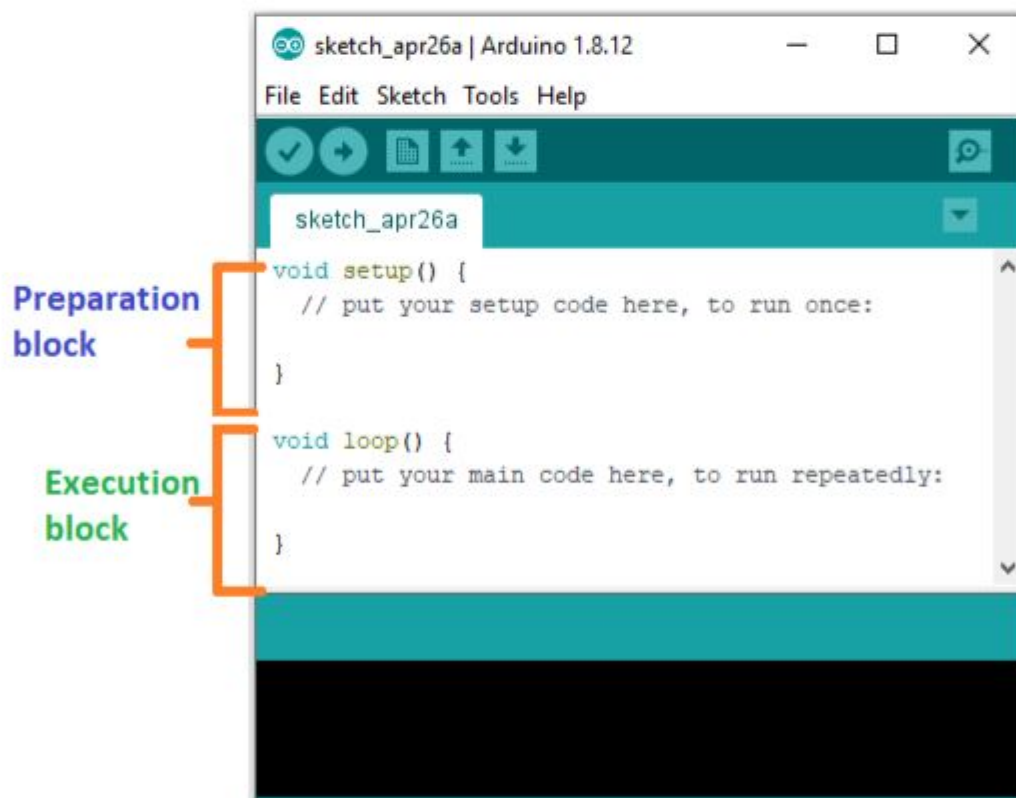 sketch_apr26a | Arduino 1.8.12
File Edit Sketch Tools Help
sketch_apr26a
Preparation
block
void setup() {
  // put your setup code here, to run once:
}
Execution
block
void loop() {
  // put your main code here, to run repeatedly:
}